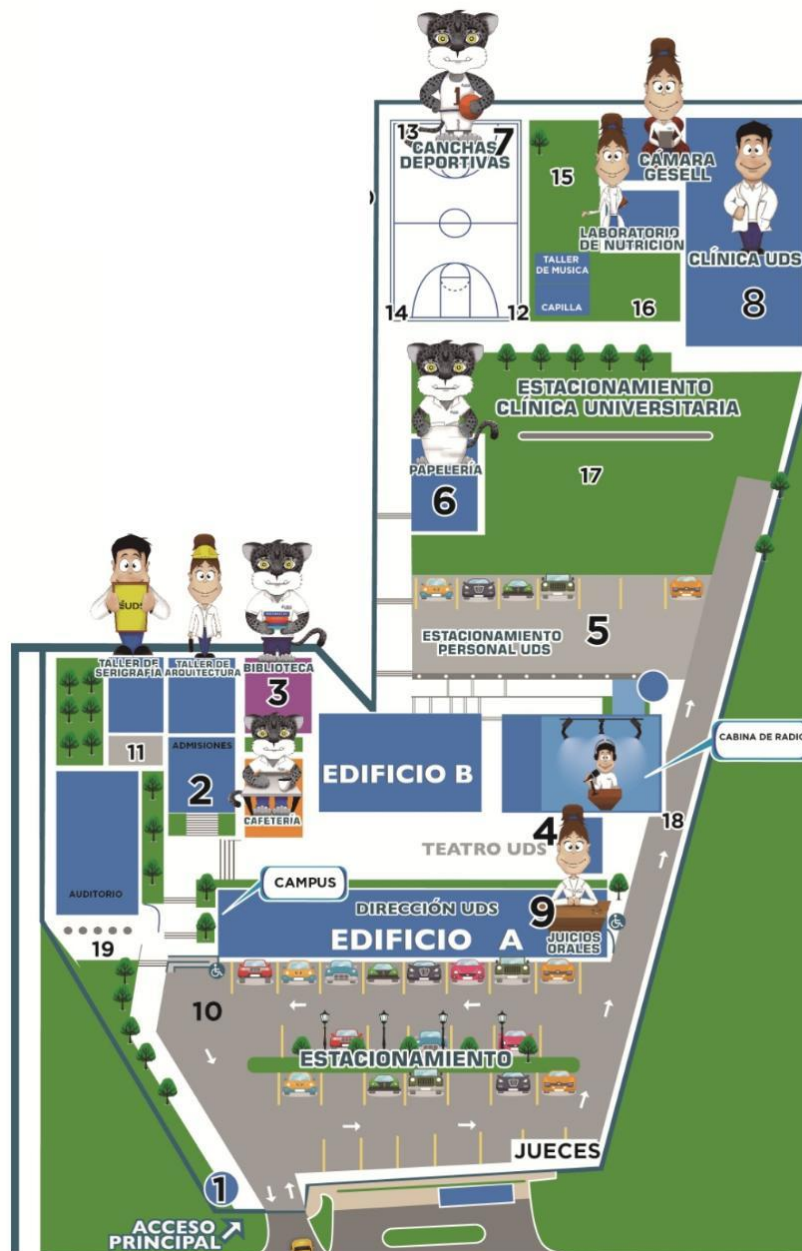 13
7
CANCHAS
DEPORTIVAS
14
12
15
CÁMARA
GESELL
LABORATORIO
DE NUTRICIÓN
TALLER
DE MUSICA
CAPILLA
16
CLÍNICA UDS
8
ESTACIONAMIENTO
CLÍNICA UNIVERSITARIA
17
PAPELERÍA
6
ESTACIONAMIENTO
PERSONAL UDS
5
UDS
TALLER DE
SERIGRAFÍA
TALLER DE
ARQUITECTURA
BIBLIOTECA
3
11
ADMISIONES
2
CAFETERÍA
EDIFICIO B
CABINA DE RADIO
4
TEATRO UDS
18
AUDITORIO
19
CAMPUS
DIRECCIÓN UDS
EDIFICIO A
9
JUICIOS
ORALES
10
ESTACIONAMIENTO
JUECES
1
ACCESO
PRINCIPAL